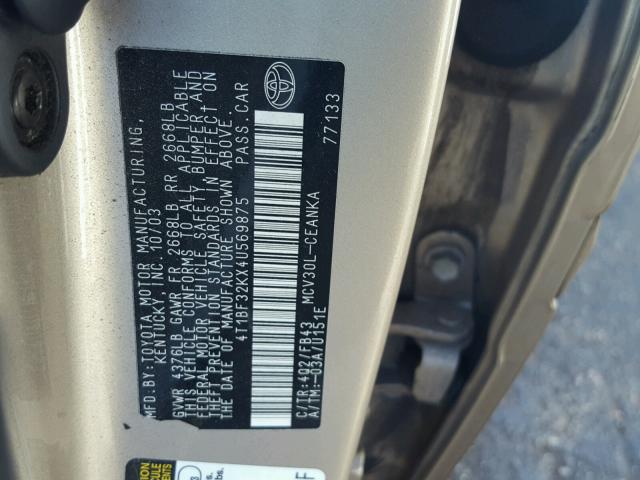 MFD.BY:TOYOTA MOTOR MANUFACTURING,
KENTUCKY, INC. 10/03
GVWR 4376LB GAWR FR 2668LB RR 2668LB
THIS VEHICLE CONFORMS TO ALL APPLICABLE
FEDERAL MOTOR VEHICLE SAFETY BUMPER, AND
THEFT PREVENTION STANDARDS IN EFFECT ON
THE DATE OF MANUFACTURE SHOWN ABOVE.
4T1BF32KX4U569875 PASS.CAR
C/TR:4Q2/FB43 MCV30L-CEANKA
A/TM:-03A/U151E
77133
F